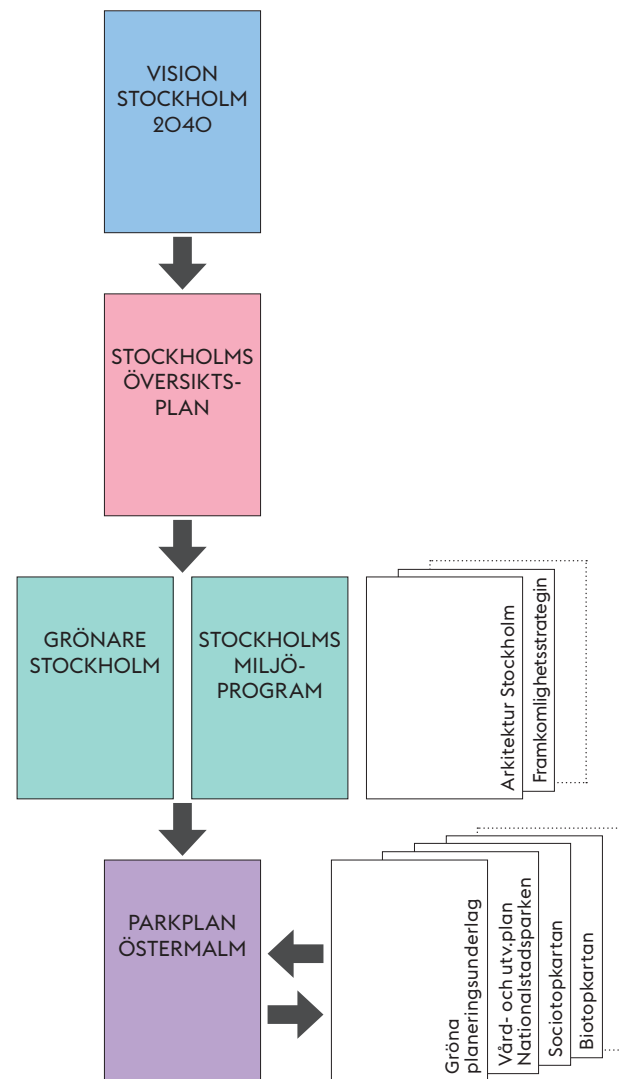 VISION
STOCKHOLM
2040
STOCKHOLMS
ÖVERSIKTS-
PLAN
GRÖNARE
STOCKHOLM
STOCKHOLMS
MILJÖ-
PROGRAM
Arkitektur Stockholm
Framkomlighetsstrategin
PARKPLAN
ÖSTERMALM
Gröna
planeringsunderlag
Vård- och utv.plan
Nationalstadsparken
Sociotopkartan
Biotopkartan